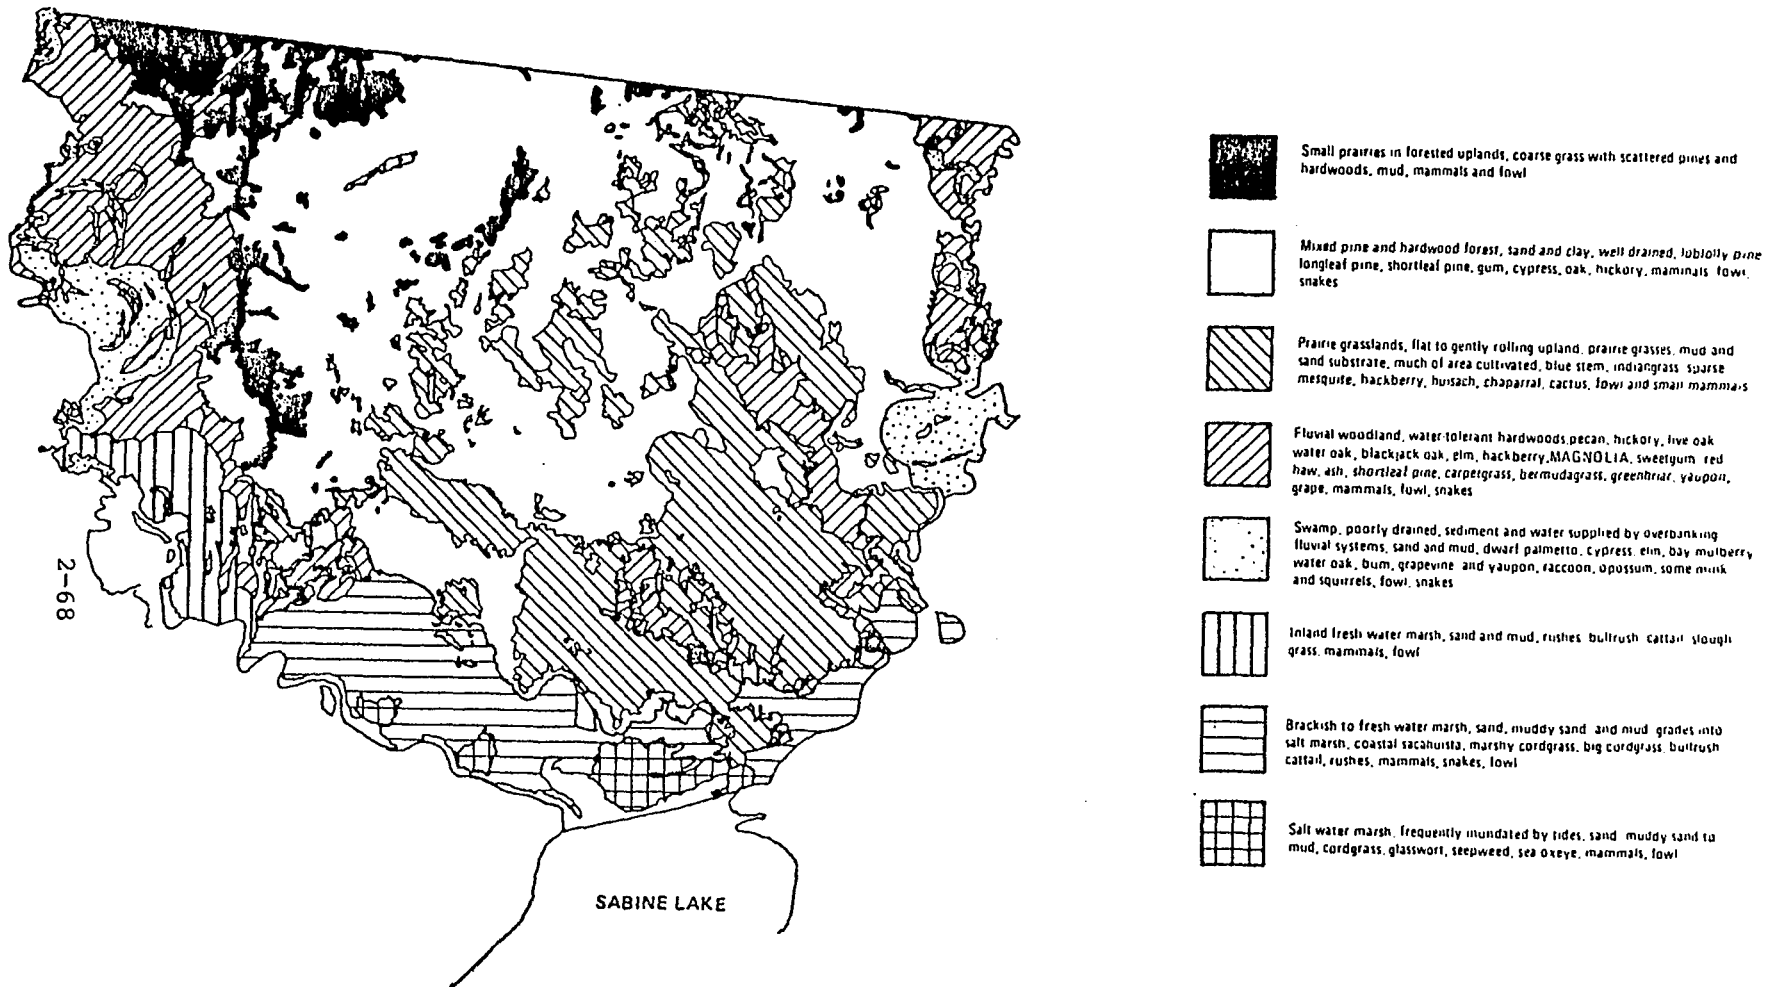 Small prairies in forested uplands, coarse grass with scattered pines and
hardwoods, mud, mammals and fowl
Mixed pine and hardwood forest, sand and clay, well drained, loblolly pine
longleaf pine, shortleaf pine, gum, cypress, oak, hickory, mammals fowl,
snakes
Prairie grasslands, flat to gently rolling upland, prairie grasses, mud and
sand substrate, much of area cultivated, blue stem, indiangrass sparse
mesquite, hackberry, huisach, chaparral, cactus, fowl and small mammals
Fluvial woodland, water-tolerant hardwoods, pecan, hickory, live oak
water oak, blackjack oak, elm, hackberry, MAGNOLIA, sweetgum red
haw, ash, shortleaf pine, carpetgrass, bermudagrass, greenbriar, yaupon,
grape, mammals, fowl, snakes
Swamp, poorly drained, sediment and water supplied by overbanking
fluvial systems, sand and mud, dwarf palmetto, cypress, elm, bay mulberry
water oak, bum, grapevine and yaupon, raccoon, opossum, some mink
and squirrels, fowl, snakes
Inland fresh water marsh, sand and mud, rushes bullrush cattail slough
grass, mammals, fowl
Brackish to fresh water marsh, sand, muddy sand and mud grades into
salt marsh, coastal sacahuista, marshy cordgrass, big cordgrass, bullrush
cattail, rushes, mammals, snakes, fowl
Salt water marsh, frequently inundated by tides, sand muddy sand to
mud, cordgrass, glasswort, seepweed, sea oxeye, mammals, fowl
SABINE LAKE
2-68